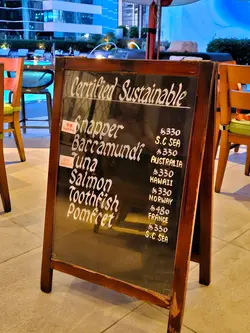 Certified Sustainable
Snapper ฿330
S.C SEA
Barramundi ฿330
AUSTRALIA
Tuna ฿330
HAWAII
Salmon ฿330
NORWAY
Toothfish ฿480
FRANCE
Pomfret ฿330
S.C SEA